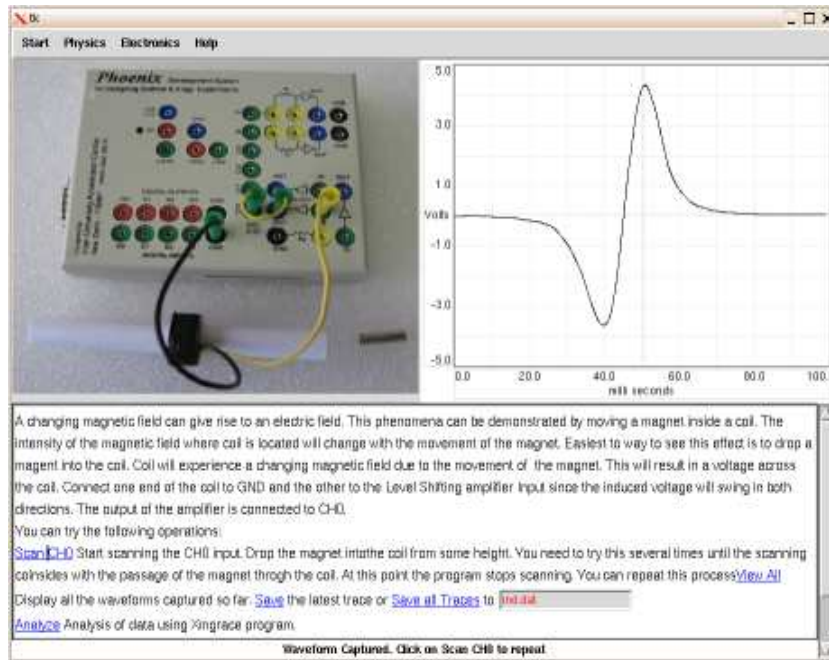 tk
Start Physics Electronics Help
Phoenix
5.0
3.0
1.0
Volts
-1.0
-3.0
-5.0
0.0 20.0 40.0 60.0 80.0 100.
milli seconds
A changing magnetic field can give rise to an electric field. This phenomena can be demonstrated by moving a magnet inside a coil. The
intensity of the magnetic field where coil is located will change with the movement of the magnet. Easiest to way to see this effect is to drop a
magent into the coil. Coil will experience a changing magnetic field due to the movement of the magnet. This will result in a voltage across
the coil. Connect one end of the coil to GND and the other to the Level Shifting amplifier Input since the induced voltage will swing in both
directions. The output of the amplifier is connected to CH0.
You can try the following operations:
Scan CH0 Start scanning the CH0 input. Drop the magnet intothe coil from some height. You need to try this several times until the scanning
coinsides with the passage of the magnet throgh the coil. At this point the program stops scanning. You can repeat this processView All
Display all the waveforms captured so far. Save the latest trace or Save all Traces to ind.dat
Analyze Analysis of data using Xmgrace program.
Waveform Captured. Click on Scan CH0 to repeat